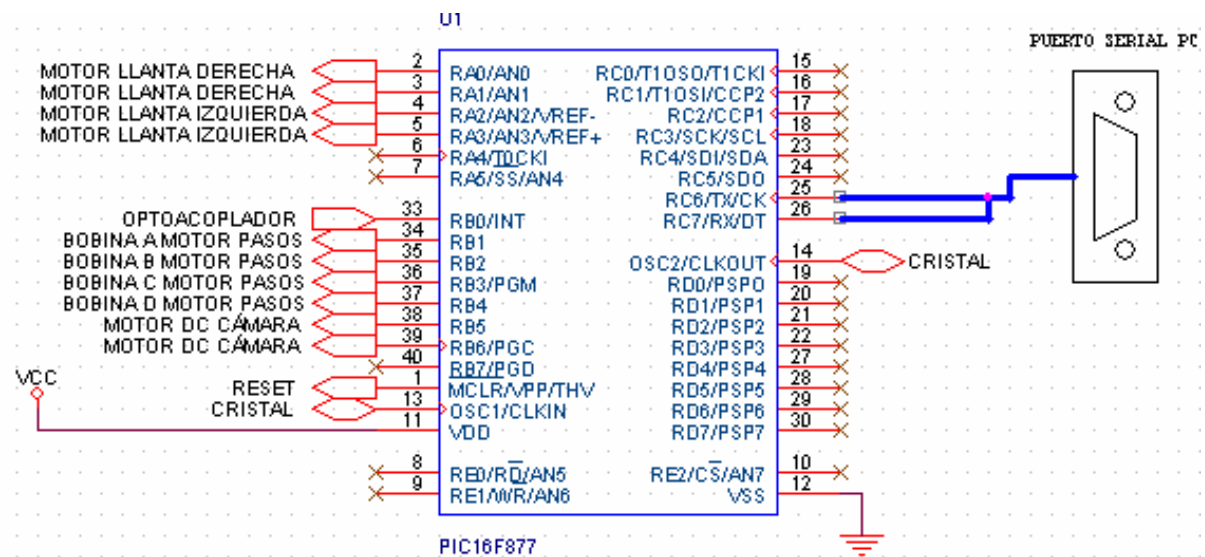 U1
PUERTO SERIAL PC
MOTOR LLANTA DERECHA 2 RA0/AN0 RC0/T1OSO/T1CKI 15
MOTOR LLANTA DERECHA 3 RA1/AN1 RC1/T1OSI/CCP2 16
MOTOR LLANTA IZQUIERDA 4 RA2/AN2/VREF- RC2/CCP1 17
MOTOR LLANTA IZQUIERDA 5 RA3/AN3/VREF+ RC3/SCK/SCL 18
6 RA4/T0CKI RC4/SDI/SDA 23
7 RA5/SS/AN4 RC5/SDO 24
RC6/TX/CK 25
OPTOACOPLADOR 33 RB0/INT RC7/RX/DT 26
BOBINA A MOTOR PASOS 34 RB1
BOBINA B MOTOR PASOS 35 RB2 OSC2/CLKOUT 14 CRISTAL
BOBINA C MOTOR PASOS 36 RB3/PGM RD0/PSP0 19
BOBINA D MOTOR PASOS 37 RB4 RD1/PSP1 20
MOTOR DC CÁMARA 38 RB5 RD2/PSP2 21
MOTOR DC CÁMARA 39 RB6/PGC RD3/PSP3 22
40 RB7/PGD RD4/PSP4 27
VCC
RESET 1 MCLR/VPP/THV RD5/PSP5 28
CRISTAL 13 OSC1/CLKIN RD6/PSP6 29
11 VDD RD7/PSP7 30
8 RE0/RD/AN5 RE2/CS/AN7 10
9 RE1/WR/AN6 VSS 12
PIC16F877